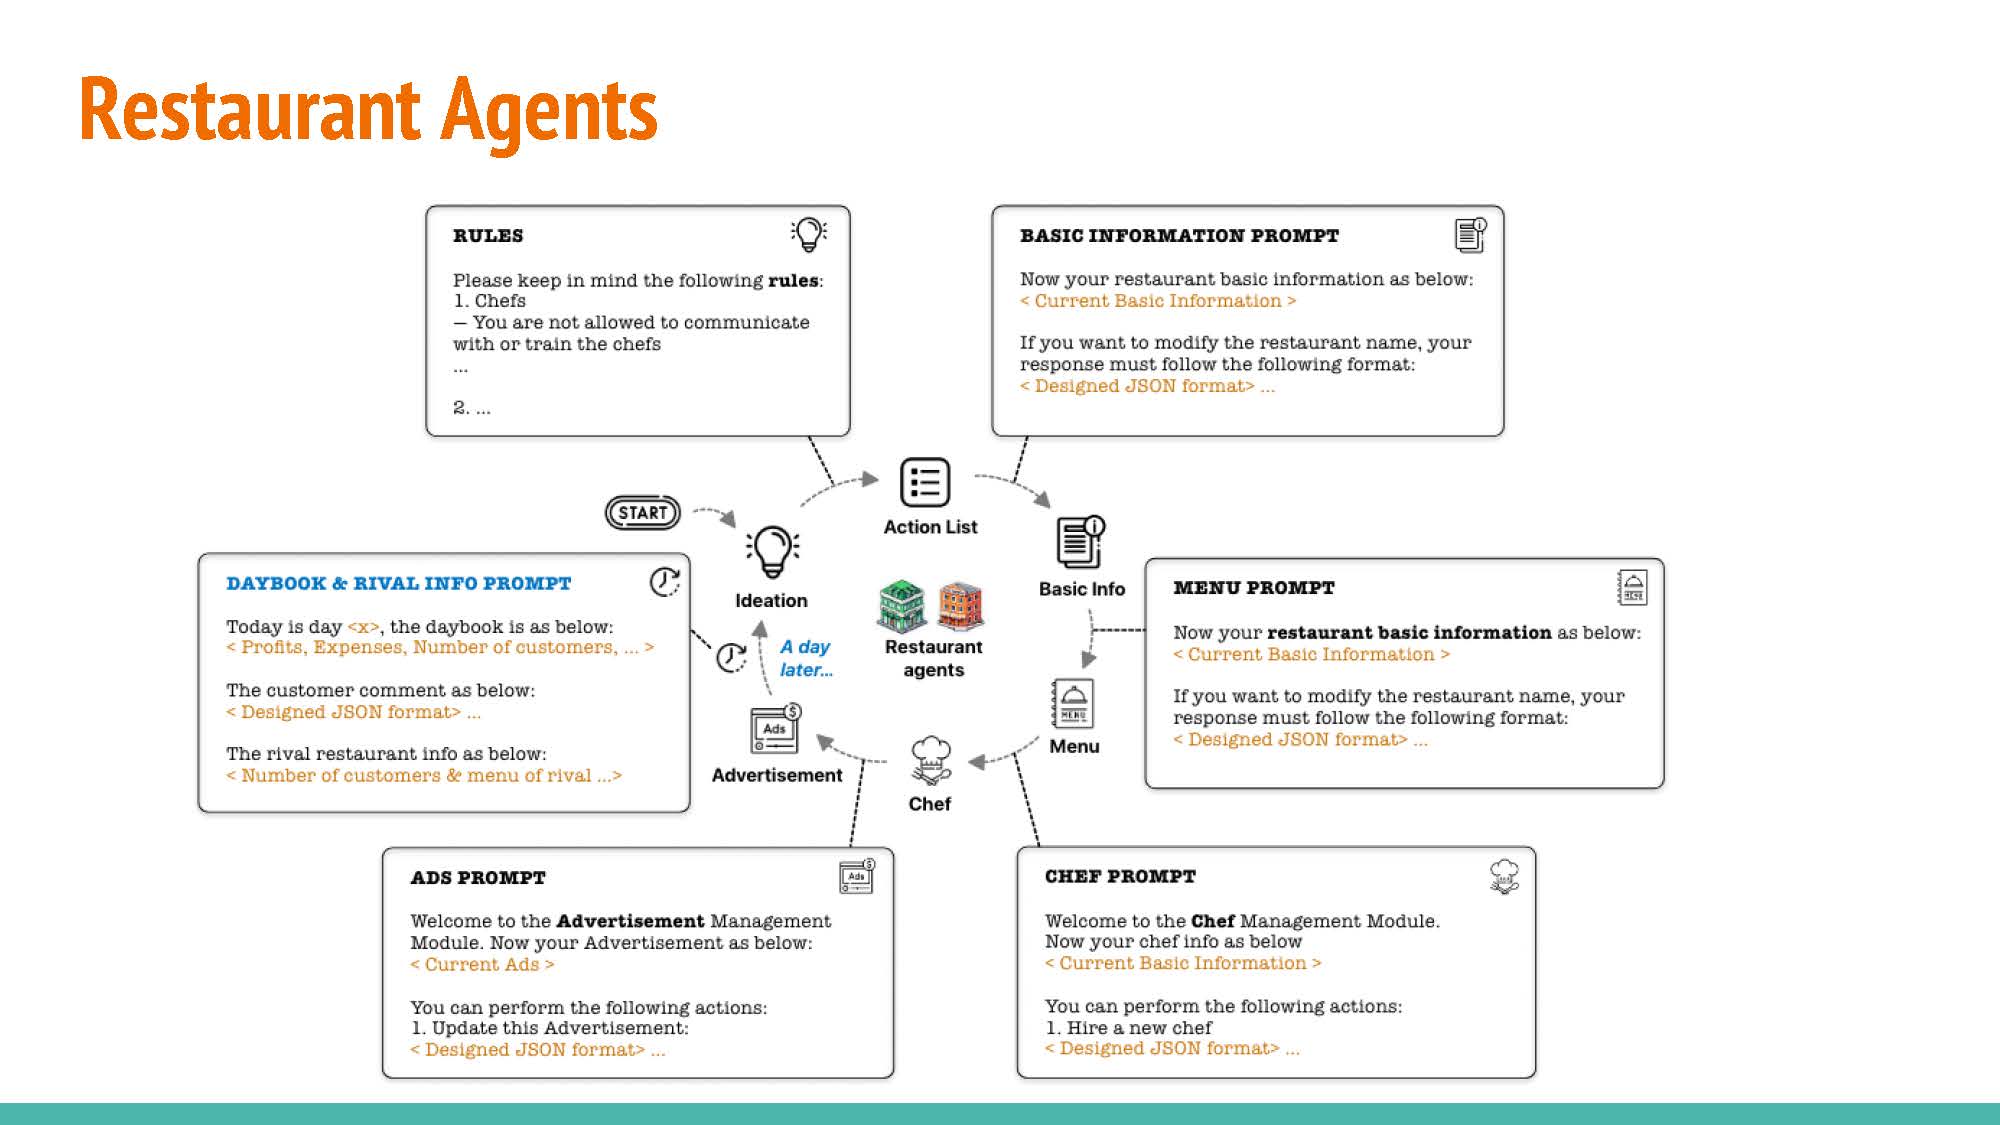 Restaurant Agents
RULES
Please keep in mind the following rules:
1. Chefs
— You are not allowed to communicate
with or train the chefs
...
2. ...
BASIC INFORMATION PROMPT
Now your restaurant basic information as below:
< Current Basic Information >
If you want to modify the restaurant name, your
response must follow the following format:
< Designed JSON format> ...
START
Ideation
Action List
Basic Info
Restaurant
agents
A day
later...
Ads
$
Advertisement
Chef
MENU
Menu
DAYBOOK & RIVAL INFO PROMPT
Today is day <x>, the daybook is as below:
< Profits, Expenses, Number of customers, ... >
The customer comment as below:
< Designed JSON format> ...
The rival restaurant info as below:
< Number of customers & menu of rival ...>
MENU PROMPT
MENU
Now your restaurant basic information as below:
< Current Basic Information >
If you want to modify the restaurant name, your
response must follow the following format:
< Designed JSON format> ...
ADS PROMPT
Ads
$
Welcome to the Advertisement Management
Module. Now your Advertisement as below:
< Current Ads >
You can perform the following actions:
1. Update this Advertisement:
< Designed JSON format> ...
CHEF PROMPT
Welcome to the Chef Management Module.
Now your chef info as below
< Current Basic Information >
You can perform the following actions:
1. Hire a new chef
< Designed JSON format> ...